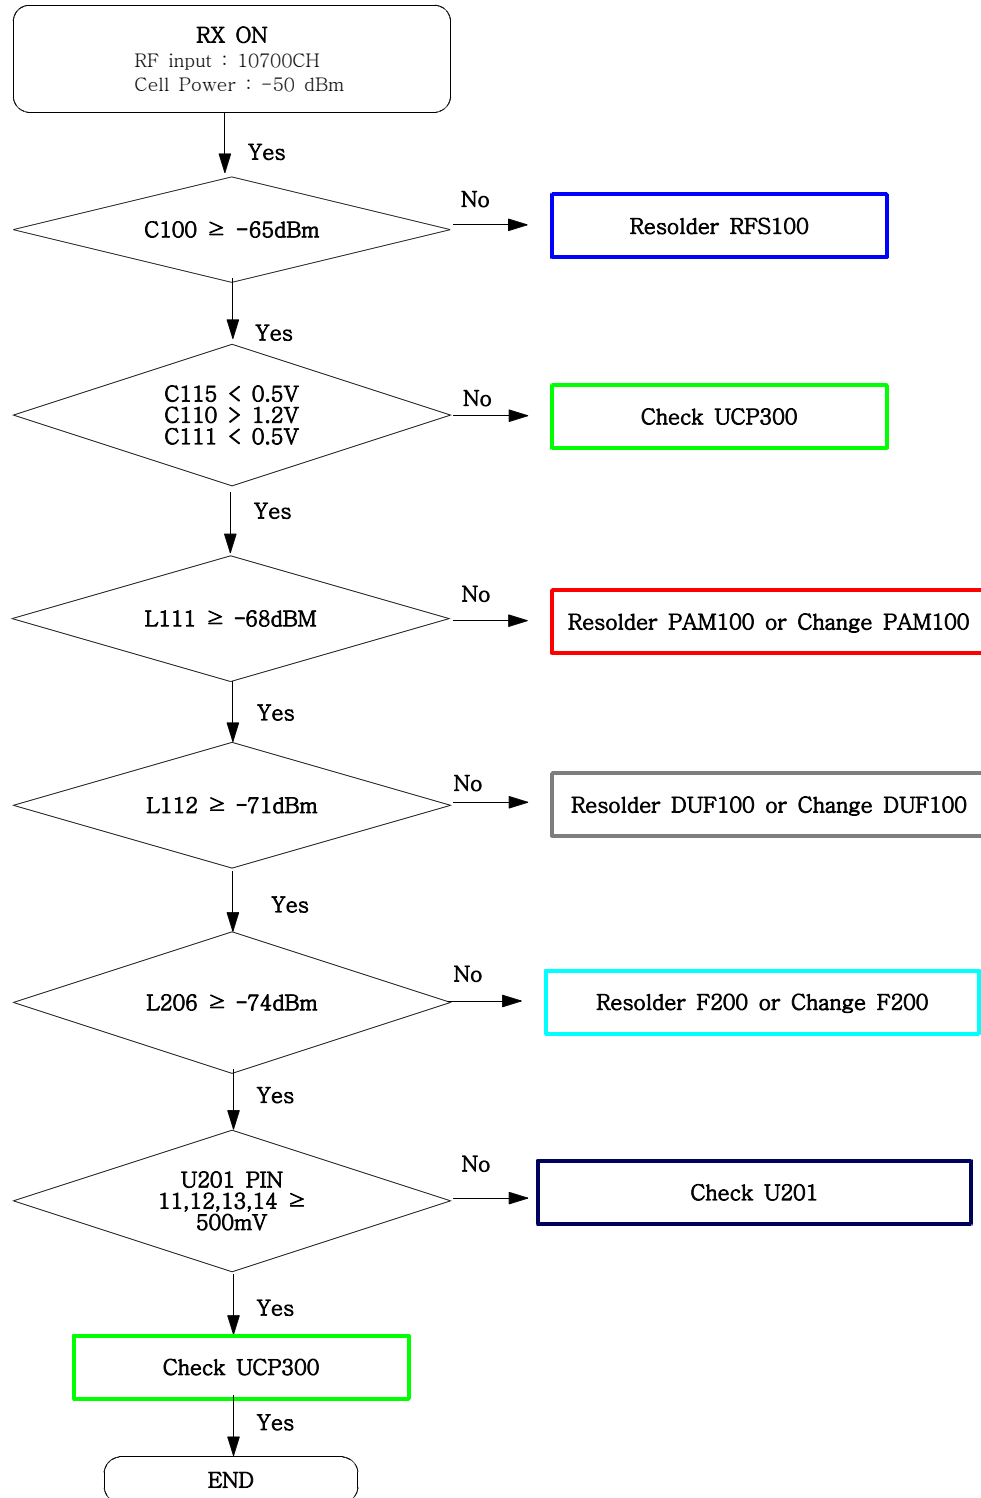 RX ON
RF input : 10700CH
Cell Power : -50 dBm
Yes
C100 ≥ -65dBm
No
Resolder RFS100
Yes
C115 < 0.5V
C110 > 1.2V
C111 < 0.5V
No
Check UCP300
Yes
L111 ≥ -68dBM
No
Resolder PAM100 or Change PAM100
Yes
L112 ≥ -71dBm
No
Resolder DUF100 or Change DUF100
Yes
L206 ≥ -74dBm
No
Resolder F200 or Change F200
Yes
U201 PIN
11,12,13,14 ≥
500mV
No
Check U201
Yes
Check UCP300
Yes
END